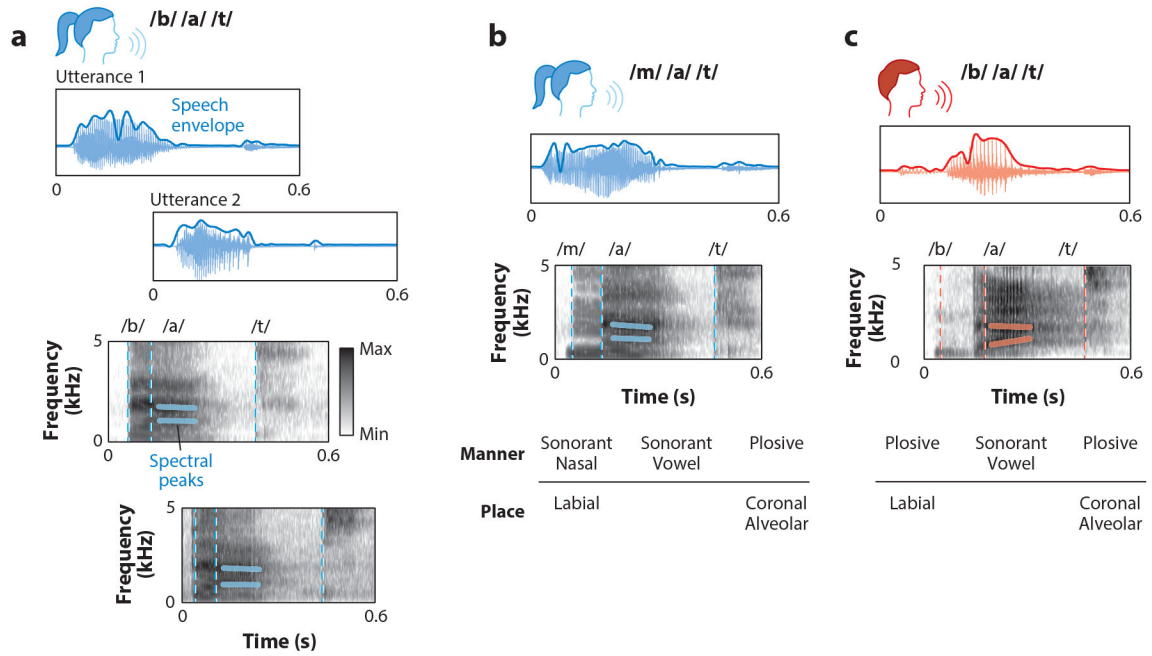 a
/b/ /a/ /t/
Utterance 1
Speech
envelope
0
0.6
Utterance 2
0
0.6
/b/
/a/
/t/
5
0
Frequency
(kHz)
0
0.6
Max
Min
Spectral
peaks
5
0
Frequency
(kHz)
0
0.6
Time (s)
b
/m/ /a/ /t/
0
0.6
/m/
/a/
/t/
5
0
Frequency
(kHz)
0
0.6
Time (s)
Manner
Sonorant
Nasal
Sonorant
Vowel
Plosive
Place
Labial
Coronal
Alveolar
c
/b/ /a/ /t/
0
0.6
/b/
/a/
/t/
5
0
Frequency
(kHz)
0
0.6
Time (s)
Plosive
Sonorant
Vowel
Plosive
Labial
Coronal
Alveolar